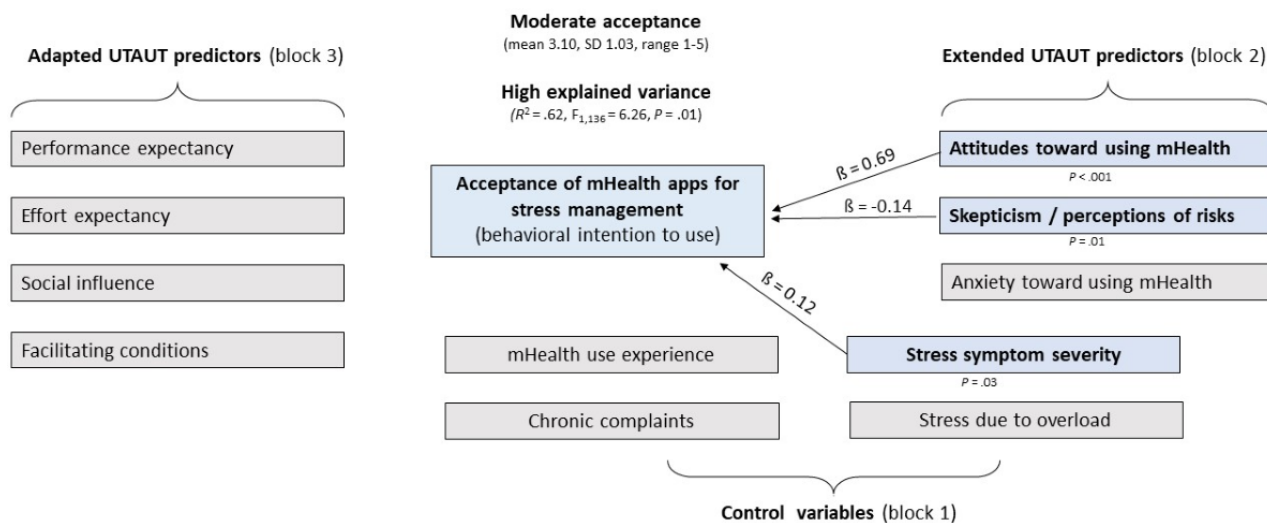 Moderate acceptance
(mean 3.10, SD 1.03, range 1-5)
High explained variance
(R² = .62, F1,136 = 6.26, P = .01)
Adapted UTAUT predictors (block 3)
Performance expectancy
Effort expectancy
Social influence
Facilitating conditions
Extended UTAUT predictors (block 2)
Attitudes toward using mHealth
P < .001
Skepticism / perceptions of risks
P = .01
Anxiety toward using mHealth
ß = 0.69
ß = -0.14
ß = 0.12
Acceptance of mHealth apps for
stress management
(behavioral intention to use)
mHealth use experience
Stress symptom severity
P = .03
Chronic complaints
Stress due to overload
Control variables (block 1)